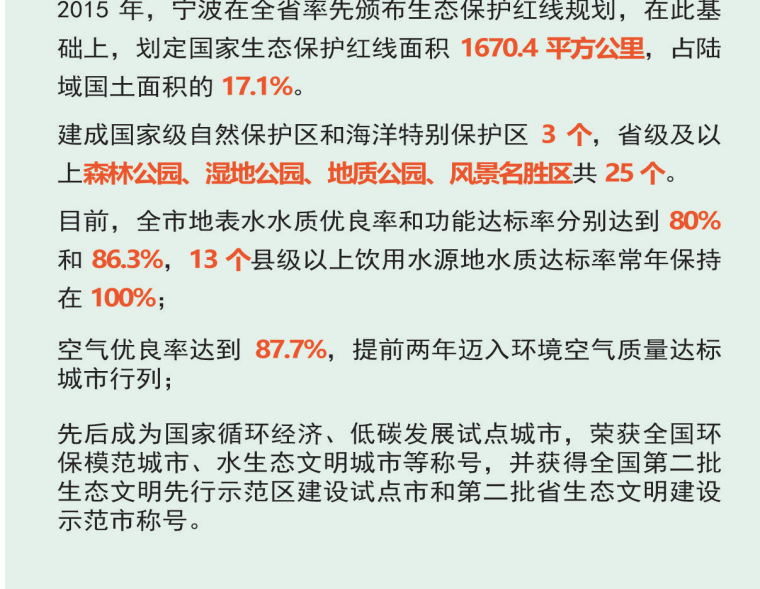 2015 年，宁波在全省率先颁布生态保护红线规划，在此基
础上，划定国家生态保护红线面积 1670.4 平方公里，占陆
域国土面积的 17.1%。
建成国家级自然保护区和海洋特别保护区 3 个，省级及以
上森林公园、湿地公园、地质公园、风景名胜区共 25 个。
目前，全市地表水水质优良率和功能达标率分别达到 80%
和 86.3%，13 个县级以上饮用水源地水质达标率常年保持
在 100%；
空气优良率达到 87.7%，提前两年迈入环境空气质量达标
城市行列；
先后成为国家循环经济、低碳发展试点城市，荣获全国环
保模范城市、水生态文明城市等称号，并获得全国第二批
生态文明先行示范区建设试点市和第二批省生态文明建设
示范市称号。